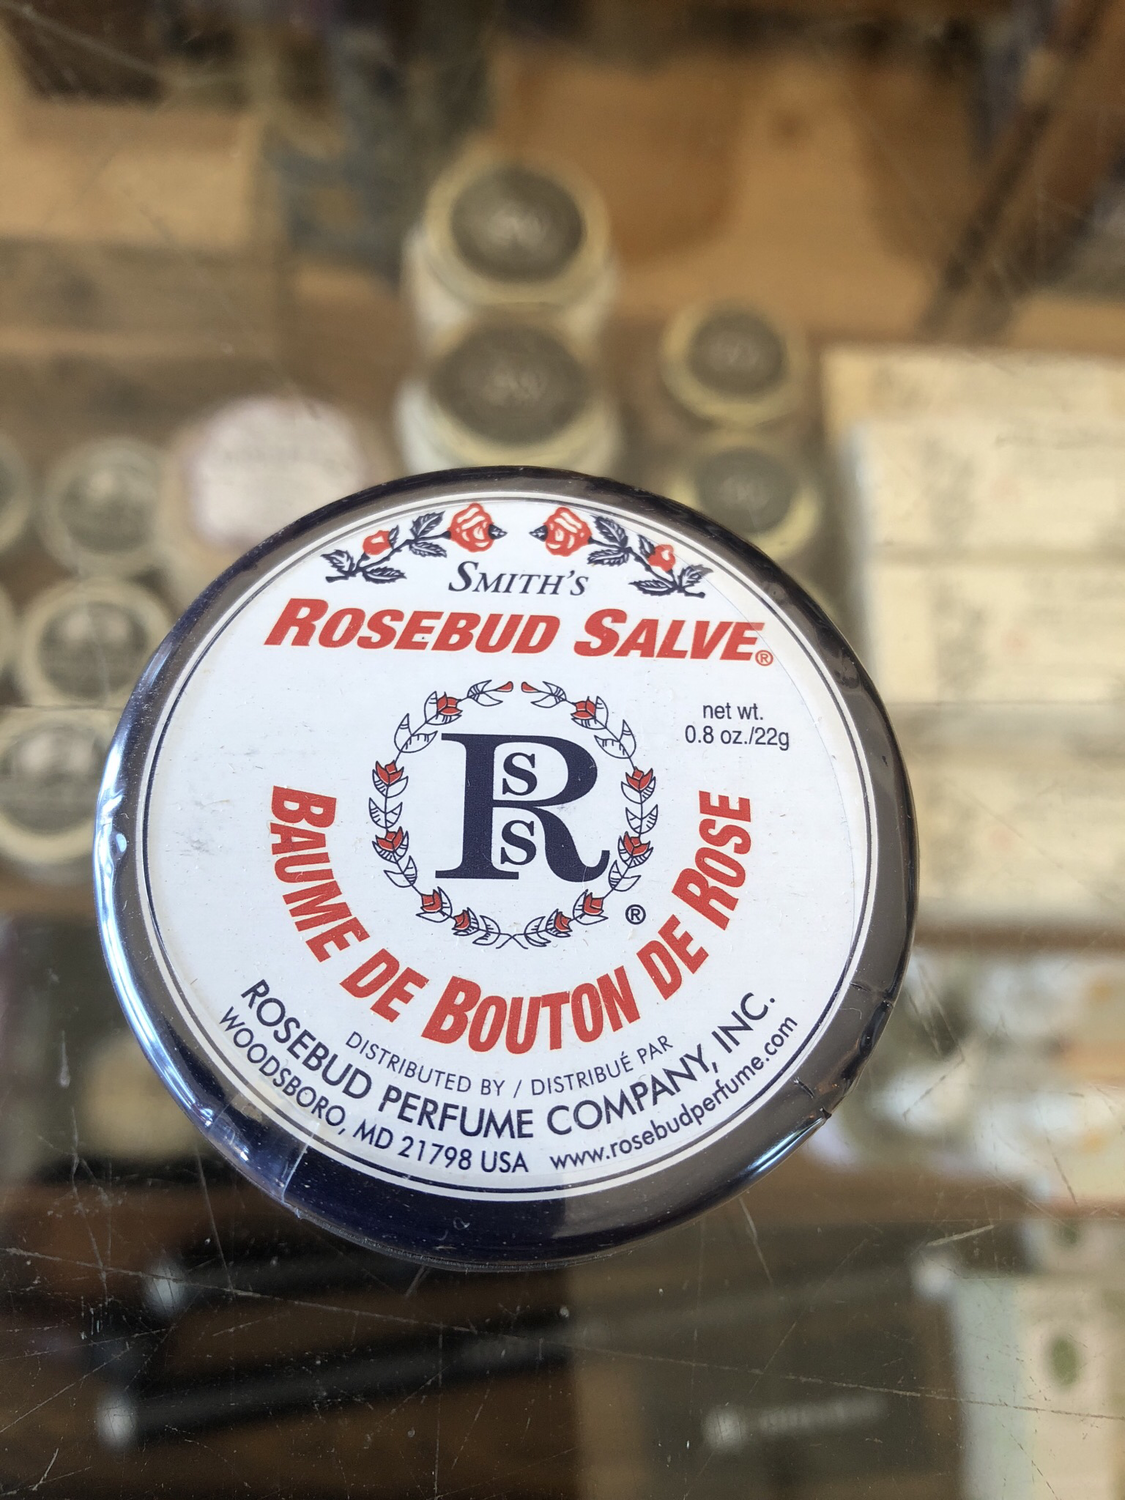 SMITH'S
ROSEBUD SALVE®
net wt.
0.8 oz./22g
RSS
®
BAUME DE BOUTON DE ROSE
DISTRIBUTED BY / DISTRIBUÉ PAR
ROSEBUD PERFUME COMPANY, INC.
WOODSBORO, MD 21798 USA www.rosebudperfume.com